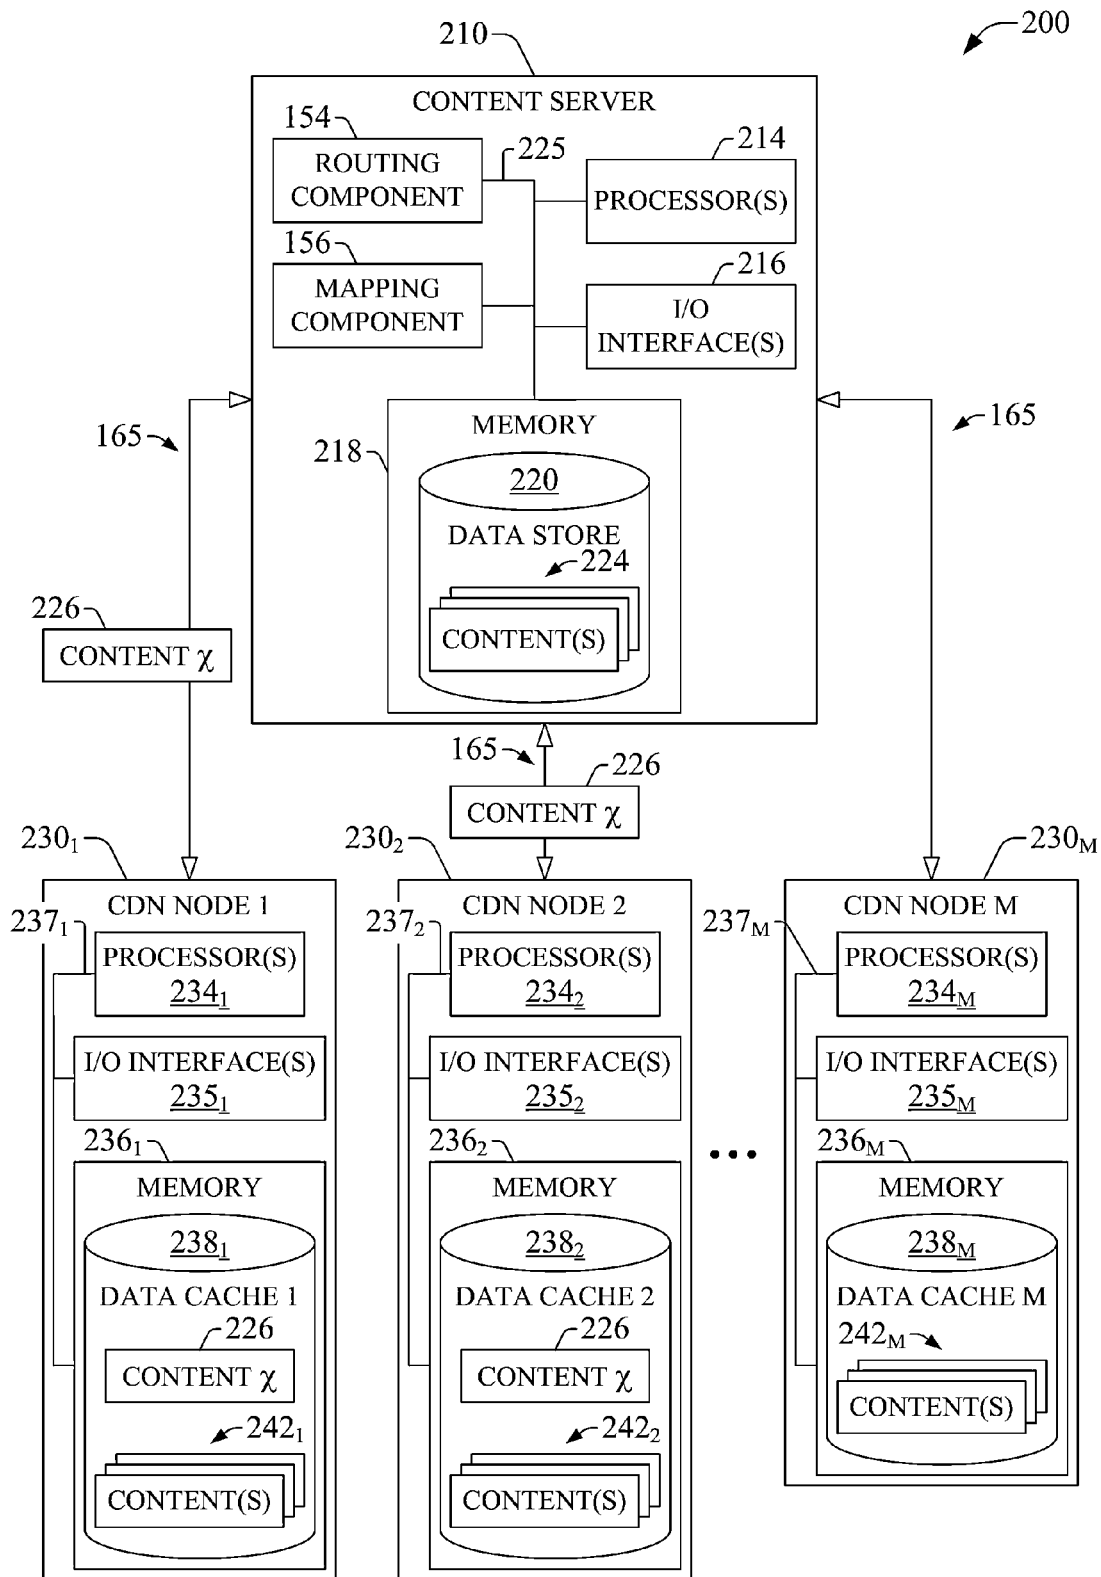 200
210
CONTENT SERVER
154
ROUTING
COMPONENT
225
214
PROCESSOR(S)
156
MAPPING
COMPONENT
216
I/O
INTERFACE(S)
165
165
218
MEMORY
220
DATA STORE
224
CONTENT(S)
226
CONTENT χ
165
226
CONTENT χ
230₁
CDN NODE 1
237₁
PROCESSOR(S)
234₁
I/O INTERFACE(S)
235₁
236₁
MEMORY
238₁
DATA CACHE 1
226
CONTENT χ
242₁
CONTENT(S)
230₂
CDN NODE 2
237₂
PROCESSOR(S)
234₂
I/O INTERFACE(S)
235₂
236₂
MEMORY
238₂
DATA CACHE 2
226
CONTENT χ
242₂
CONTENT(S)
•••
230M
CDN NODE M
237M
PROCESSOR(S)
234M
I/O INTERFACE(S)
235M
236M
MEMORY
238M
DATA CACHE M
242M
CONTENT(S)